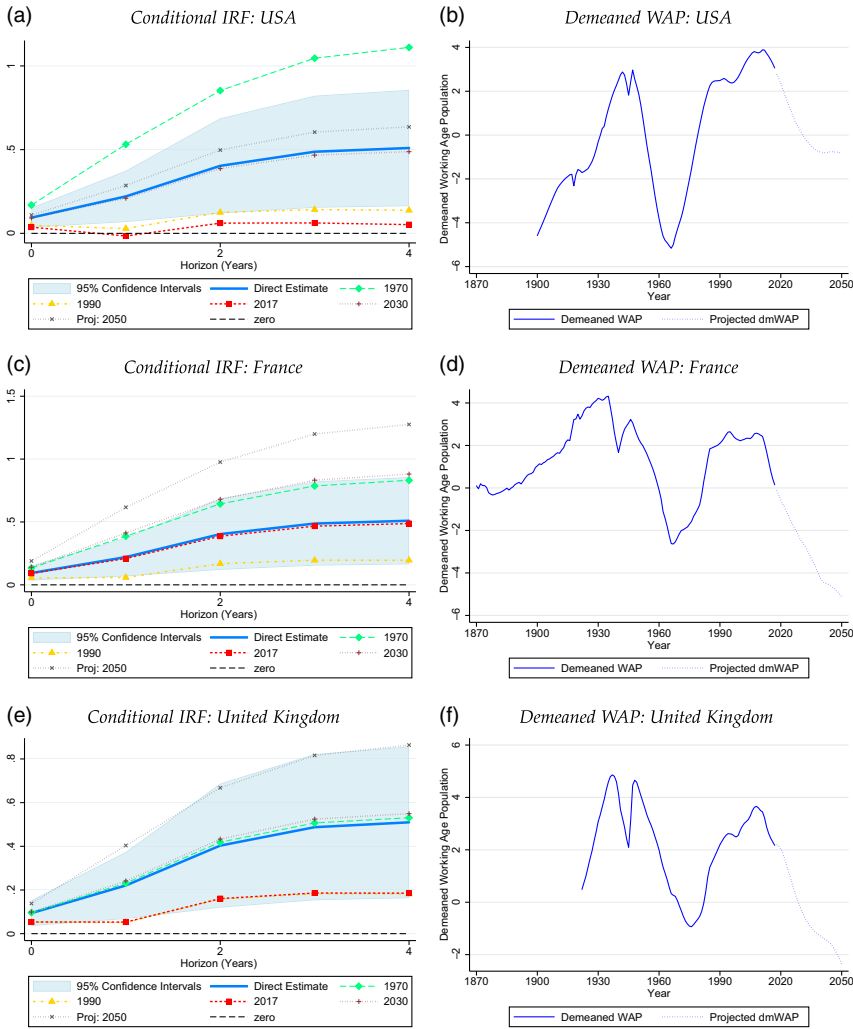 (a) Conditional IRF: USA
1
.5
0
0 2 4
Horizon (Years)
95% Confidence Intervals Direct Estimate 1970
1990 2017 2030
Proj: 2050 zero
(b) Demeaned WAP: USA
Demeaned Working Age Population
4
2
0
-2
-4
-6
1870 1900 1930 1960 1990 2020 2050
Year
Demeaned WAP Projected dmWAP
(c) Conditional IRF: France
1.5
1
.5
0
0 2 4
Horizon (Years)
95% Confidence Intervals Direct Estimate 1970
1990 2017 2030
Proj: 2050 zero
(d) Demeaned WAP: France
Demeaned Working Age Population
4
2
0
-2
-4
-6
1870 1900 1930 1960 1990 2020 2050
Year
Demeaned WAP Projected dmWAP
(e) Conditional IRF: United Kingdom
.8
.6
.4
.2
0
0 2 4
Horizon (Years)
95% Confidence Intervals Direct Estimate 1970
1990 2017 2030
Proj: 2050 zero
(f) Demeaned WAP: United Kingdom
Demeaned Working Age Population
6
4
2
0
-2
1870 1900 1930 1960 1990 2020 2050
Year
Demeaned WAP Projected dmWAP